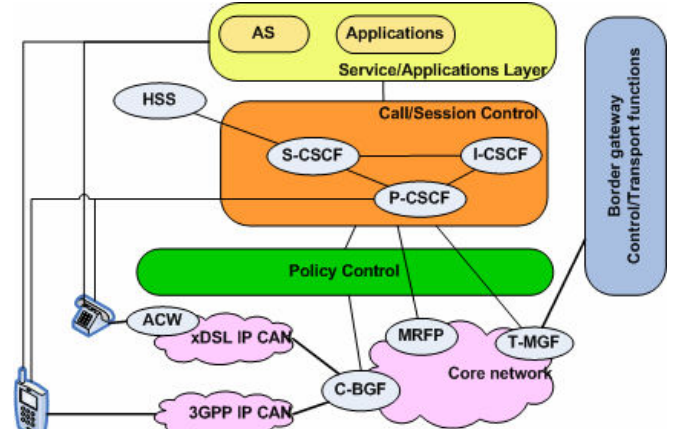 AS
Applications
Service/Applications Layer
HSS
Call/Session Control
S-CSCF
I-CSCF
P-CSCF
Border gateway
Control/Transport functions
Policy Control
ACW
xDSL IP CAN
MRFP
T-MGF
Core network
C-BGF
3GPP IP CAN